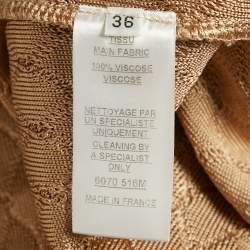 36
TISSU
MAIN FABRIC
100% VISCOSE
VISCOSE
NETTOYAGE PAR
UN SPECIALISTE
UNIQUEMENT
CLEANING BY
A SPECIALIST
ONLY
6070 516M
MADE IN FRANCE